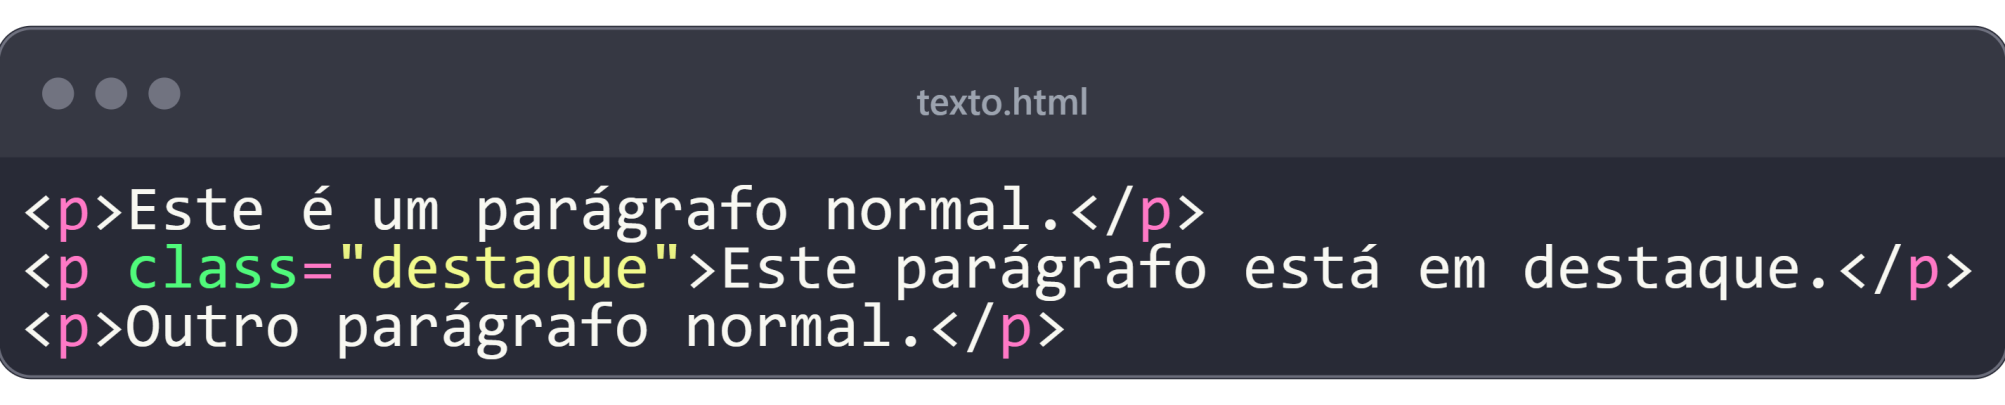 texto.html
<p>Este é um parágrafo normal.</p>
<p class="destaque">Este parágrafo está em destaque.</p>
<p>Outro parágrafo normal.</p>